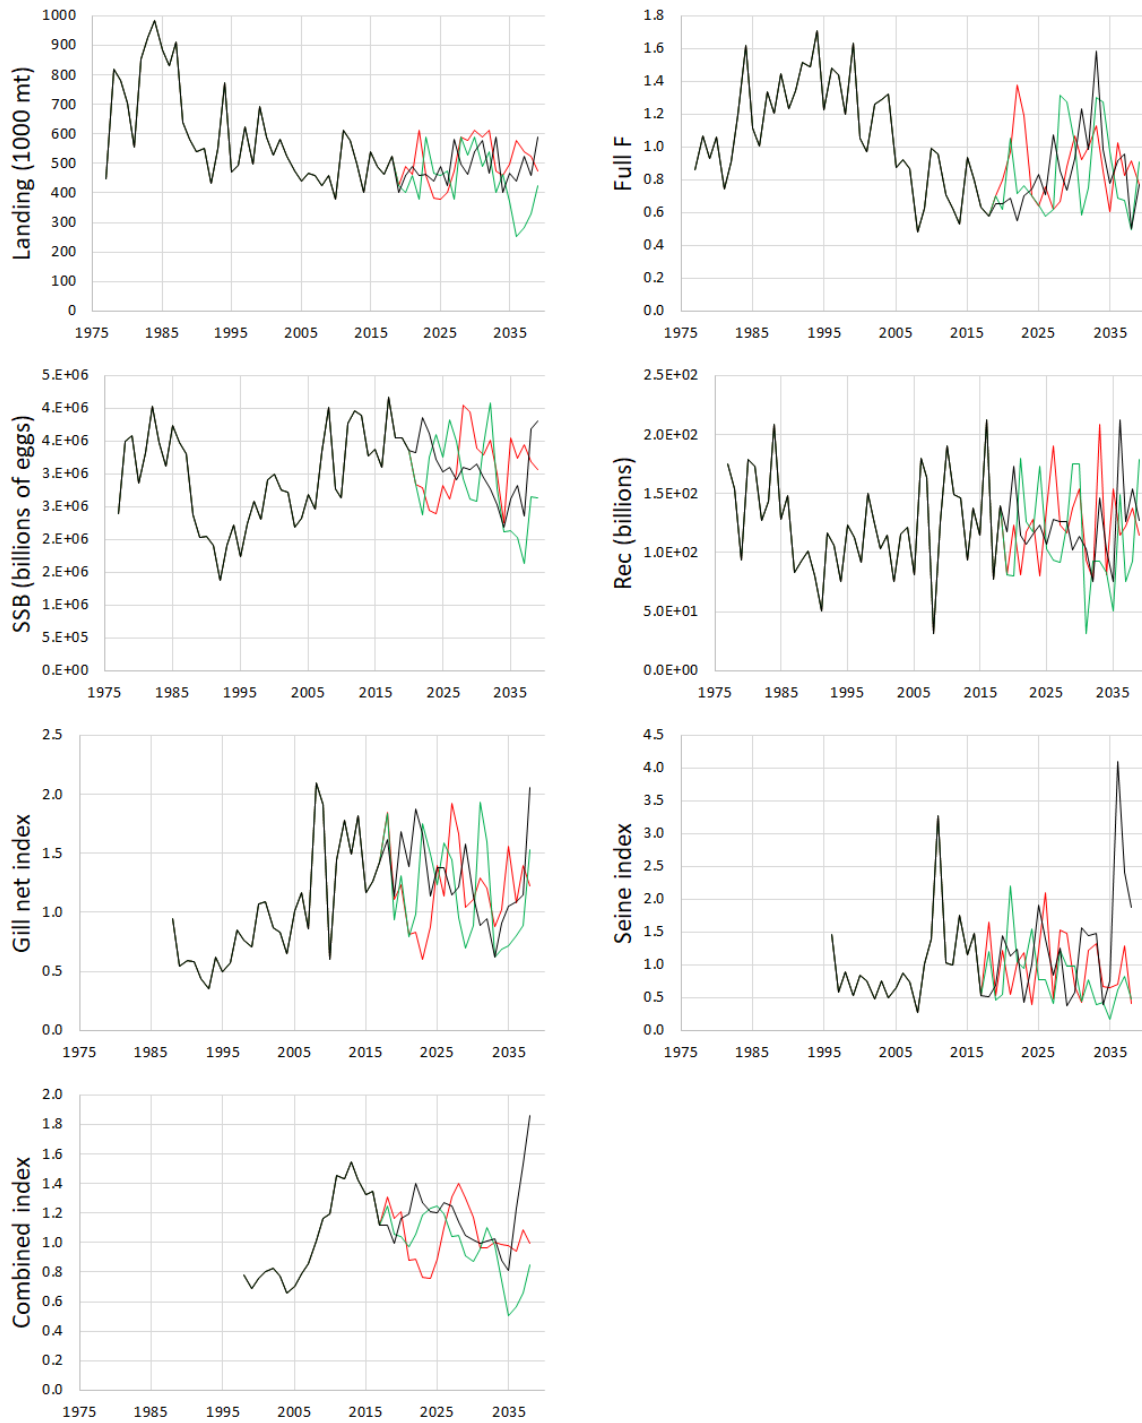 Landing (1000 mt)
1000
900
800
700
600
500
400
300
200
100
0
1975 1985 1995 2005 2015 2025 2035
Full F
1.8
1.6
1.4
1.2
1.0
0.8
0.6
0.4
0.2
0.0
1975 1985 1995 2005 2015 2025 2035
SSB (billions of eggs)
5.E+06
4.E+06
4.E+06
3.E+06
3.E+06
2.E+06
2.E+06
1.E+06
5.E+05
0.E+00
1975 1985 1995 2005 2015 2025 2035
Rec (billions)
2.5E+02
2.0E+02
1.5E+02
1.0E+02
5.0E+01
0.0E+00
1975 1985 1995 2005 2015 2025 2035
Gill net index
2.5
2.0
1.5
1.0
0.5
0.0
1975 1985 1995 2005 2015 2025 2035
Seine index
4.5
4.0
3.5
3.0
2.5
2.0
1.5
1.0
0.5
0.0
1975 1985 1995 2005 2015 2025 2035
Combined index
2.0
1.8
1.6
1.4
1.2
1.0
0.8
0.6
0.4
0.2
0.0
1975 1985 1995 2005 2015 2025 2035